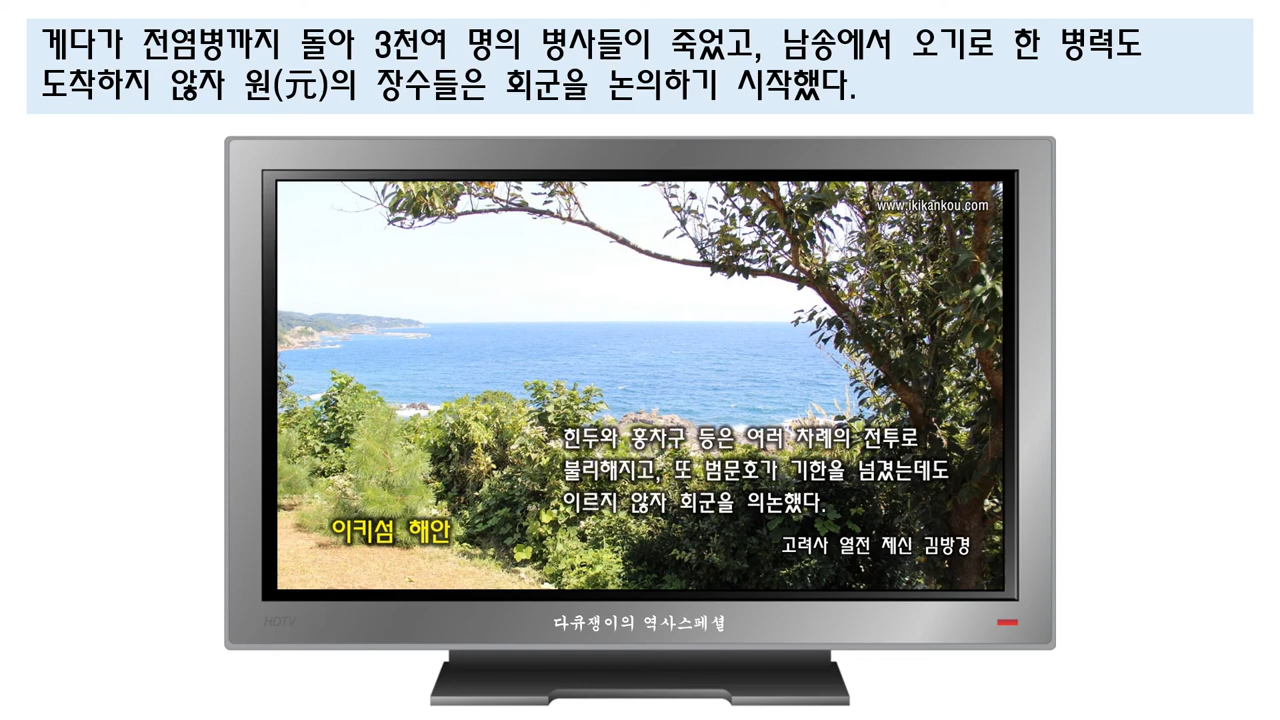 게다가 전염병까지 돌아 3천여 명의 병사들이 죽었고, 남송에서 오기로 한 병력도
도착하지 않자 원(元)의 장수들은 회군을 논의하기 시작했다.
www.ikikankou.com
힌두와 홍차구 등은 여러 차례의 전투로
불리해지고, 또 범문호가 기한을 넘겼는데도
이르지 않자 회군을 의논했다.
이키섬 해안
고려사 열전 제신 김방경
HDTV
다큐쟁이의 역사스페셜